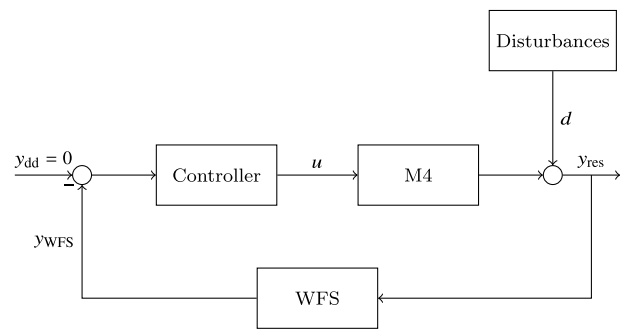 Disturbances
d
y_dd = 0
−
Controller
u
M4
y_res
y_WFS
WFS